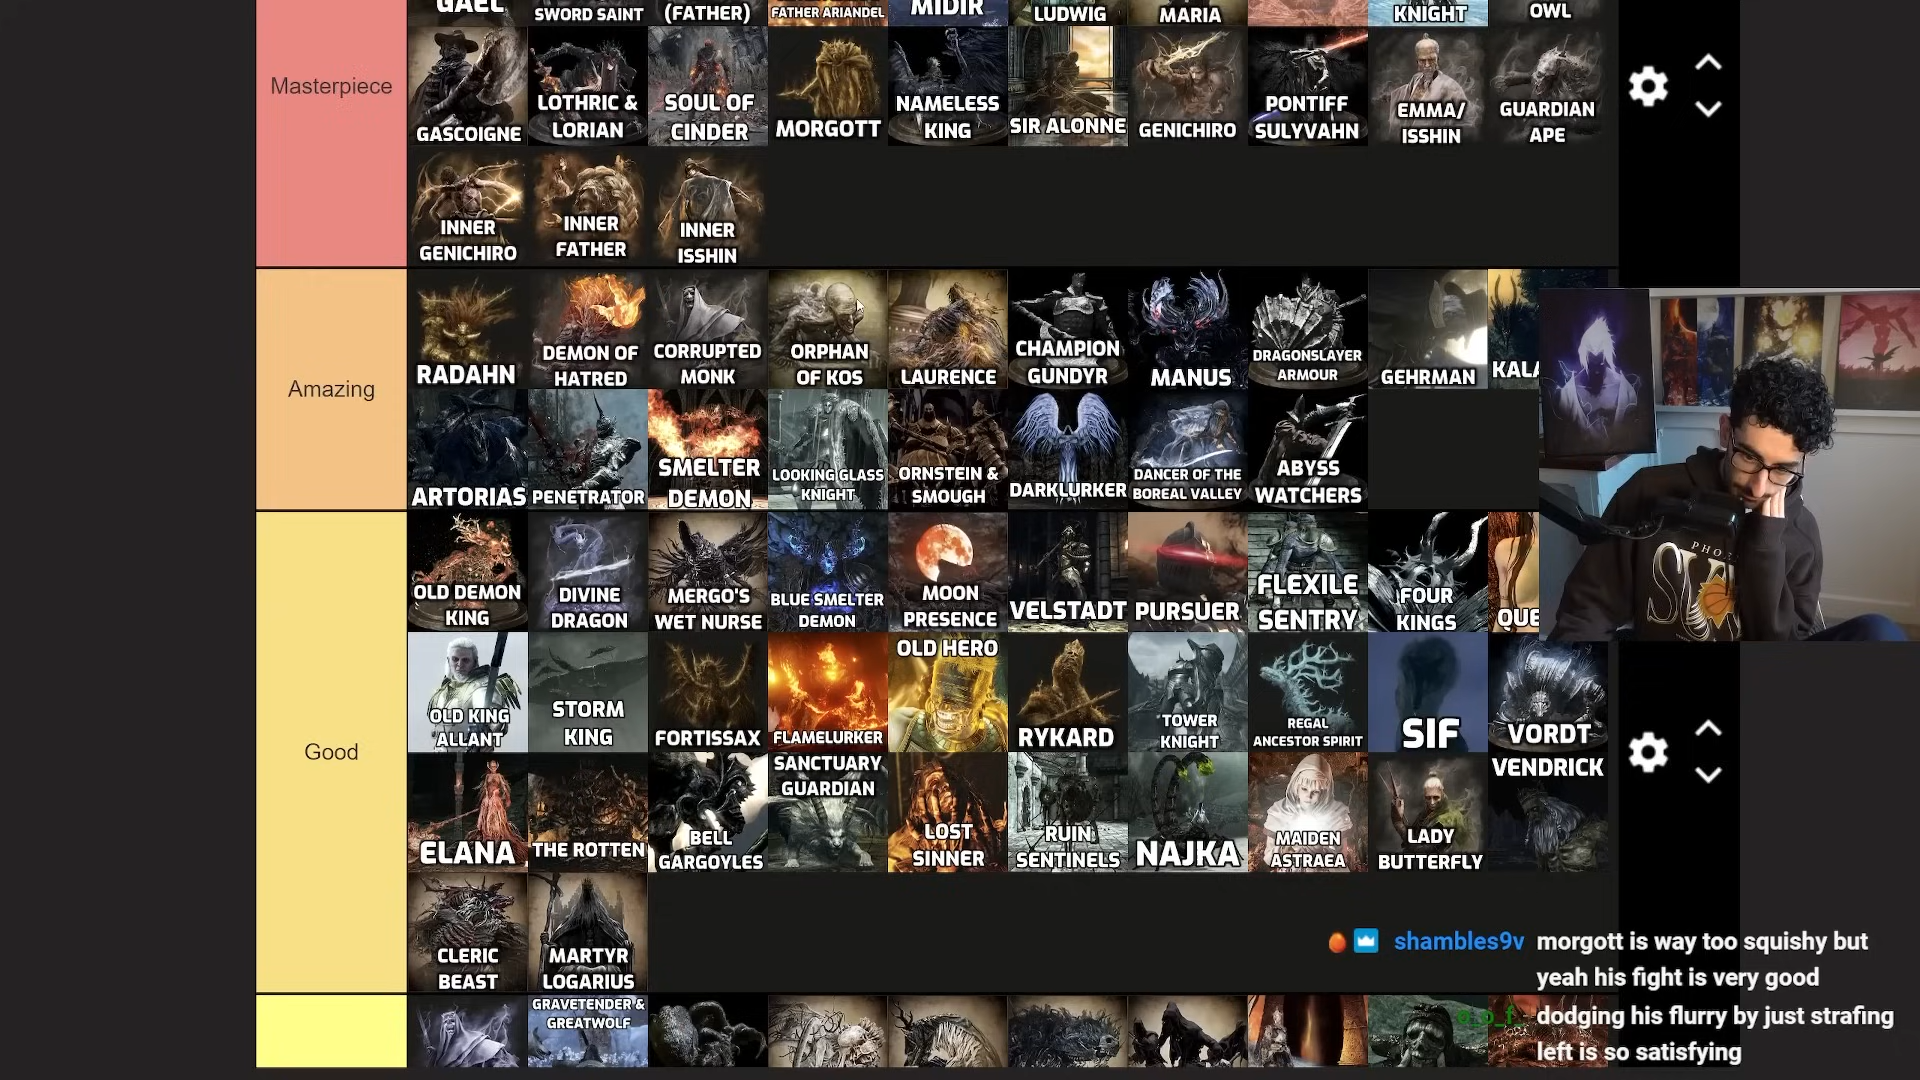 GAEL
SWORD SAINT
(FATHER)
FATHER ARIANDEL
MIDIR
LUDWIG
MARIA
KNIGHT
OWL
Masterpiece
GASCOIGNE
LOTHRIC &
LORIAN
SOUL OF
CINDER
MORGOTT
NAMELESS
KING
SIR ALONNE
GENICHIRO
PONTIFF
SULYVAHN
EMMA/
ISSHIN
GUARDIAN
APE
INNER
GENICHIRO
INNER
FATHER
INNER
ISSHIN
Amazing
RADAHN
DEMON OF
HATRED
CORRUPTED
MONK
ORPHAN
OF KOS
LAURENCE
CHAMPION
GUNDYR
MANUS
DRAGONSLAYER
ARMOUR
GEHRMAN
KALA
ARTORIAS
PENETRATOR
SMELTER
DEMON
LOOKING GLASS
KNIGHT
ORNSTEIN &
SMOUGH
DARKLURKER
DANCER OF THE
BOREAL VALLEY
ABYSS
WATCHERS
Good
OLD DEMON
KING
DIVINE
DRAGON
MERGO'S
WET NURSE
BLUE SMELTER
DEMON
MOON
PRESENCE
VELSTADT
PURSUER
FLEXILE
SENTRY
FOUR
KINGS
QUE
OLD KING
ALLANT
STORM
KING
FORTISSAX
FLAMELURKER
OLD HERO
RYKARD
TOWER
KNIGHT
REGAL
ANCESTOR SPIRIT
SIF
VORDT
ELANA
THE ROTTEN
BELL
GARGOYLES
SANCTUARY
GUARDIAN
LOST
SINNER
RUIN
SENTINELS
NAJKA
MAIDEN
ASTRAEA
LADY
BUTTERFLY
VENDRICK
CLERIC
BEAST
MARTYR
LOGARIUS
GRAVETENDER &
GREATWOLF
shambles9v morgott is way too squishy but
yeah his fight is very good
o_o_f_ dodging his flurry by just strafing
left is so satisfying